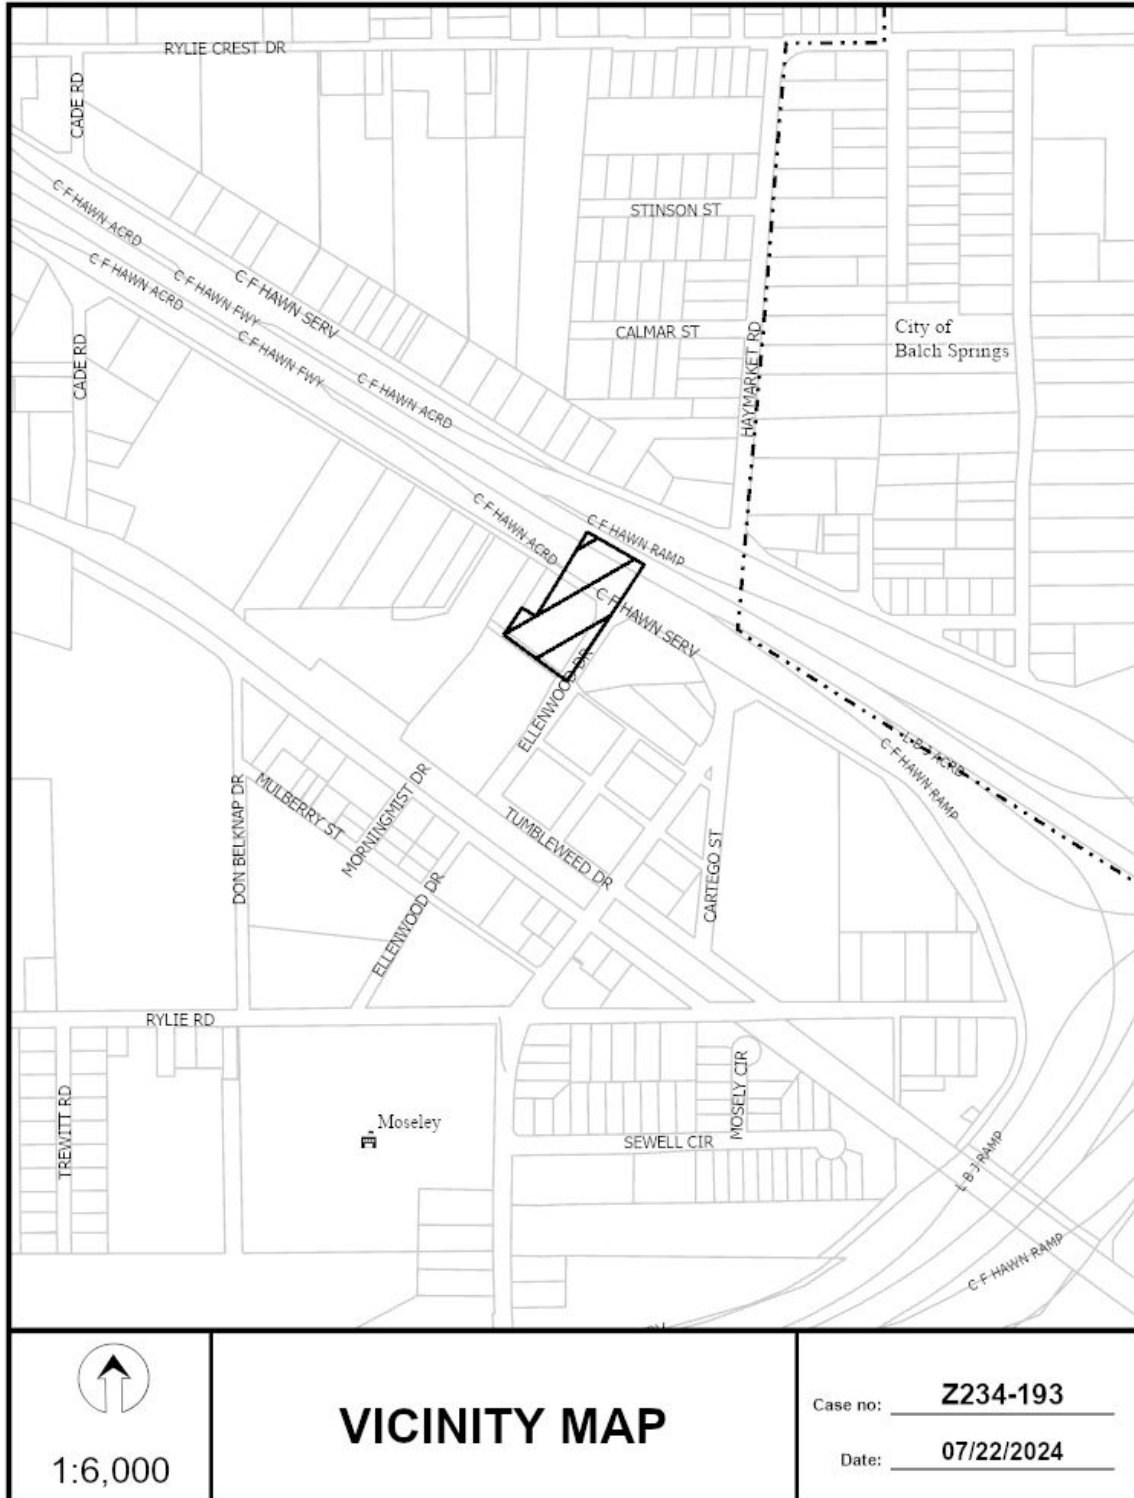 RYLIE CREST DR
CADE RD
C F HAWN ACRD
STINSON ST
C F HAWN ACRD
C F HAWN FWY
C F HAWN SERV
CALMAR ST
HAYMARKET RD
City of
Balch Springs
CADE RD
C F HAWN FWY
C F HAWN ACRD
C F HAWN ACRD
C F HAWN RAMP
C F HAWN SERV
ELLENWOOD DR
L B J ACRD
C F HAWN RAMP
DON BELKNAP DR
MULBERRY ST
MORNINGMIST DR
TUMBLEWEED DR
CARTEGO ST
ELLENWOOD DR
RYLIE RD
TREWITT RD
Moseley
MOSELY CIR
SEWELL CIR
L B J RAMP
C F HAWN RAMP
1:6,000
VICINITY MAP
Case no: Z234-193
Date: 07/22/2024